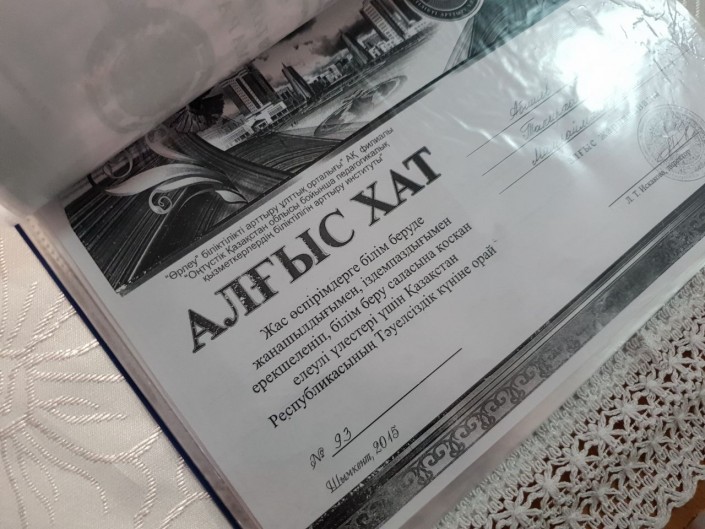 "Өрлеу" біліктілікті арттыру ұлттық орталығы" АҚ филиалы
"Оңтүстік Қазақстан облысы бойынша педагогикалық
қызметкерлердің біліктілігін арттыру институты"
АЛҒЫС ХАТ
Жас өспірімдерге білім беруде
жаңашылдығымен, ізденпаздығымен
ерекшеленіп, білім беру саласына қосқан
елеулі үлестері үшін Қазақстан
Республикасының Тәуелсіздік күніне орай
№ 93
Шымкент, 2015